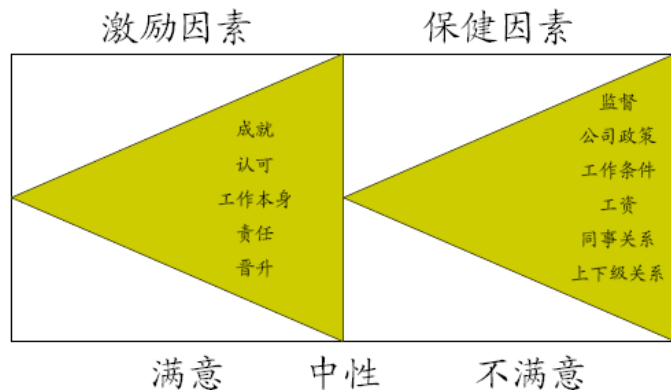 激励因素 保健因素
成就
认可
工作本身
责任
晋升
监督
公司政策
工作条件
工资
同事关系
上下级关系
满意 中性 不满意